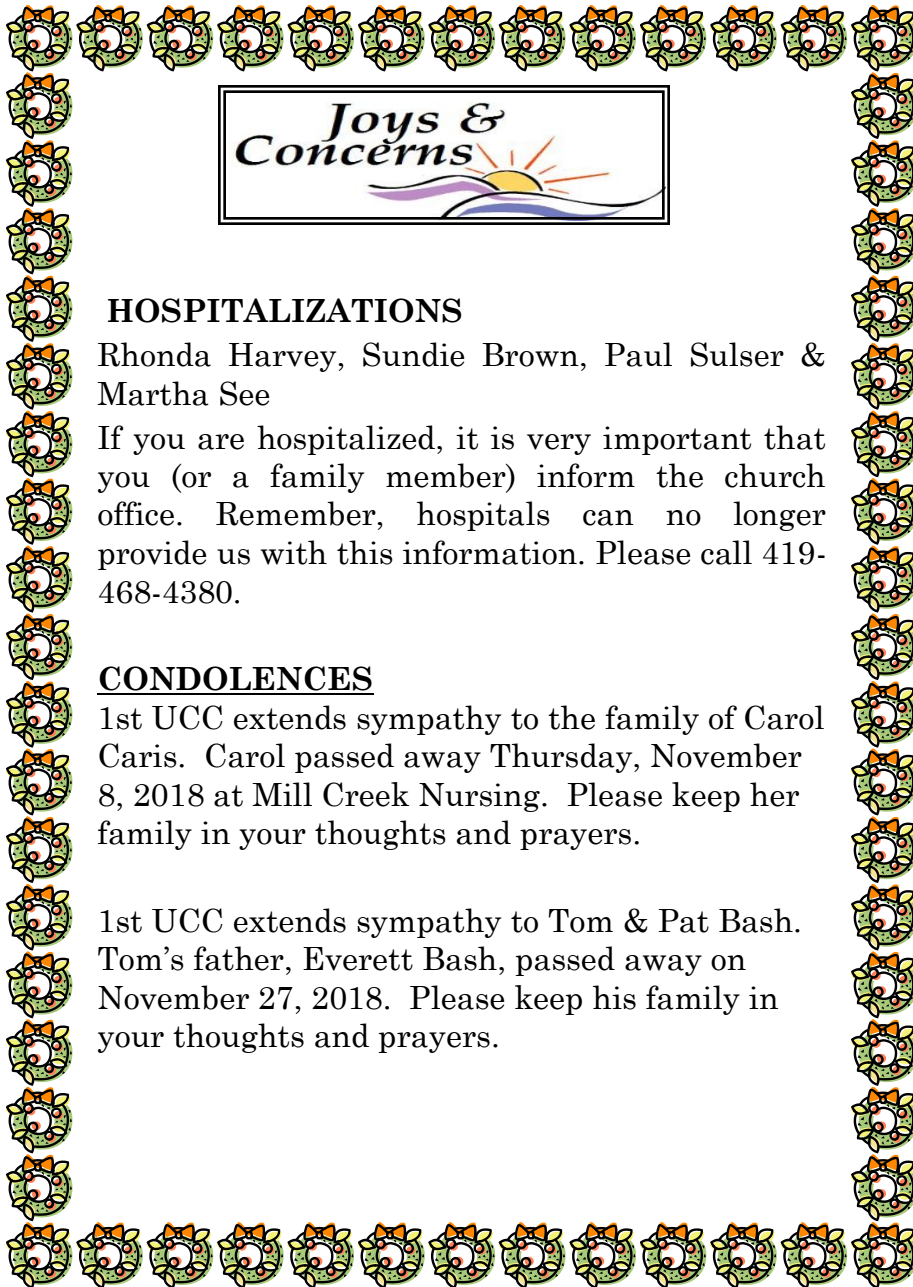 Joys &
Concerns
HOSPITALIZATIONS
Rhonda Harvey, Sundie Brown, Paul Sulser &
Martha See
If you are hospitalized, it is very important that
you (or a family member) inform the church
office. Remember, hospitals can no longer
provide us with this information. Please call 419-
468-4380.
CONDOLENCES
1st UCC extends sympathy to the family of Carol
Caris. Carol passed away Thursday, November
8, 2018 at Mill Creek Nursing. Please keep her
family in your thoughts and prayers.
1st UCC extends sympathy to Tom & Pat Bash.
Tom’s father, Everett Bash, passed away on
November 27, 2018. Please keep his family in
your thoughts and prayers.